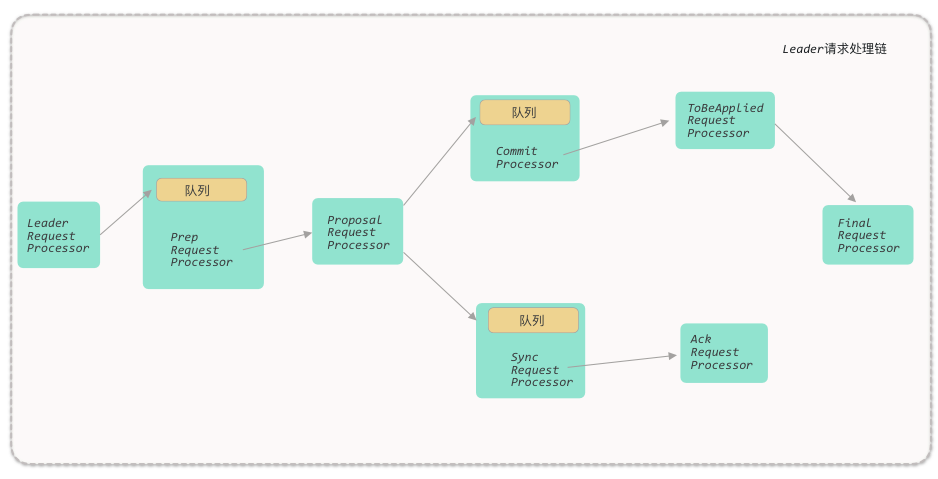 Leader请求处理链
Leader
Request
Processor
队列
Prep
Request
Processor
Proposal
Request
Processor
队列
Commit
Processor
ToBeApplied
Request
Processor
Final
Request
Processor
队列
Sync
Request
Processor
Ack
Request
Processor